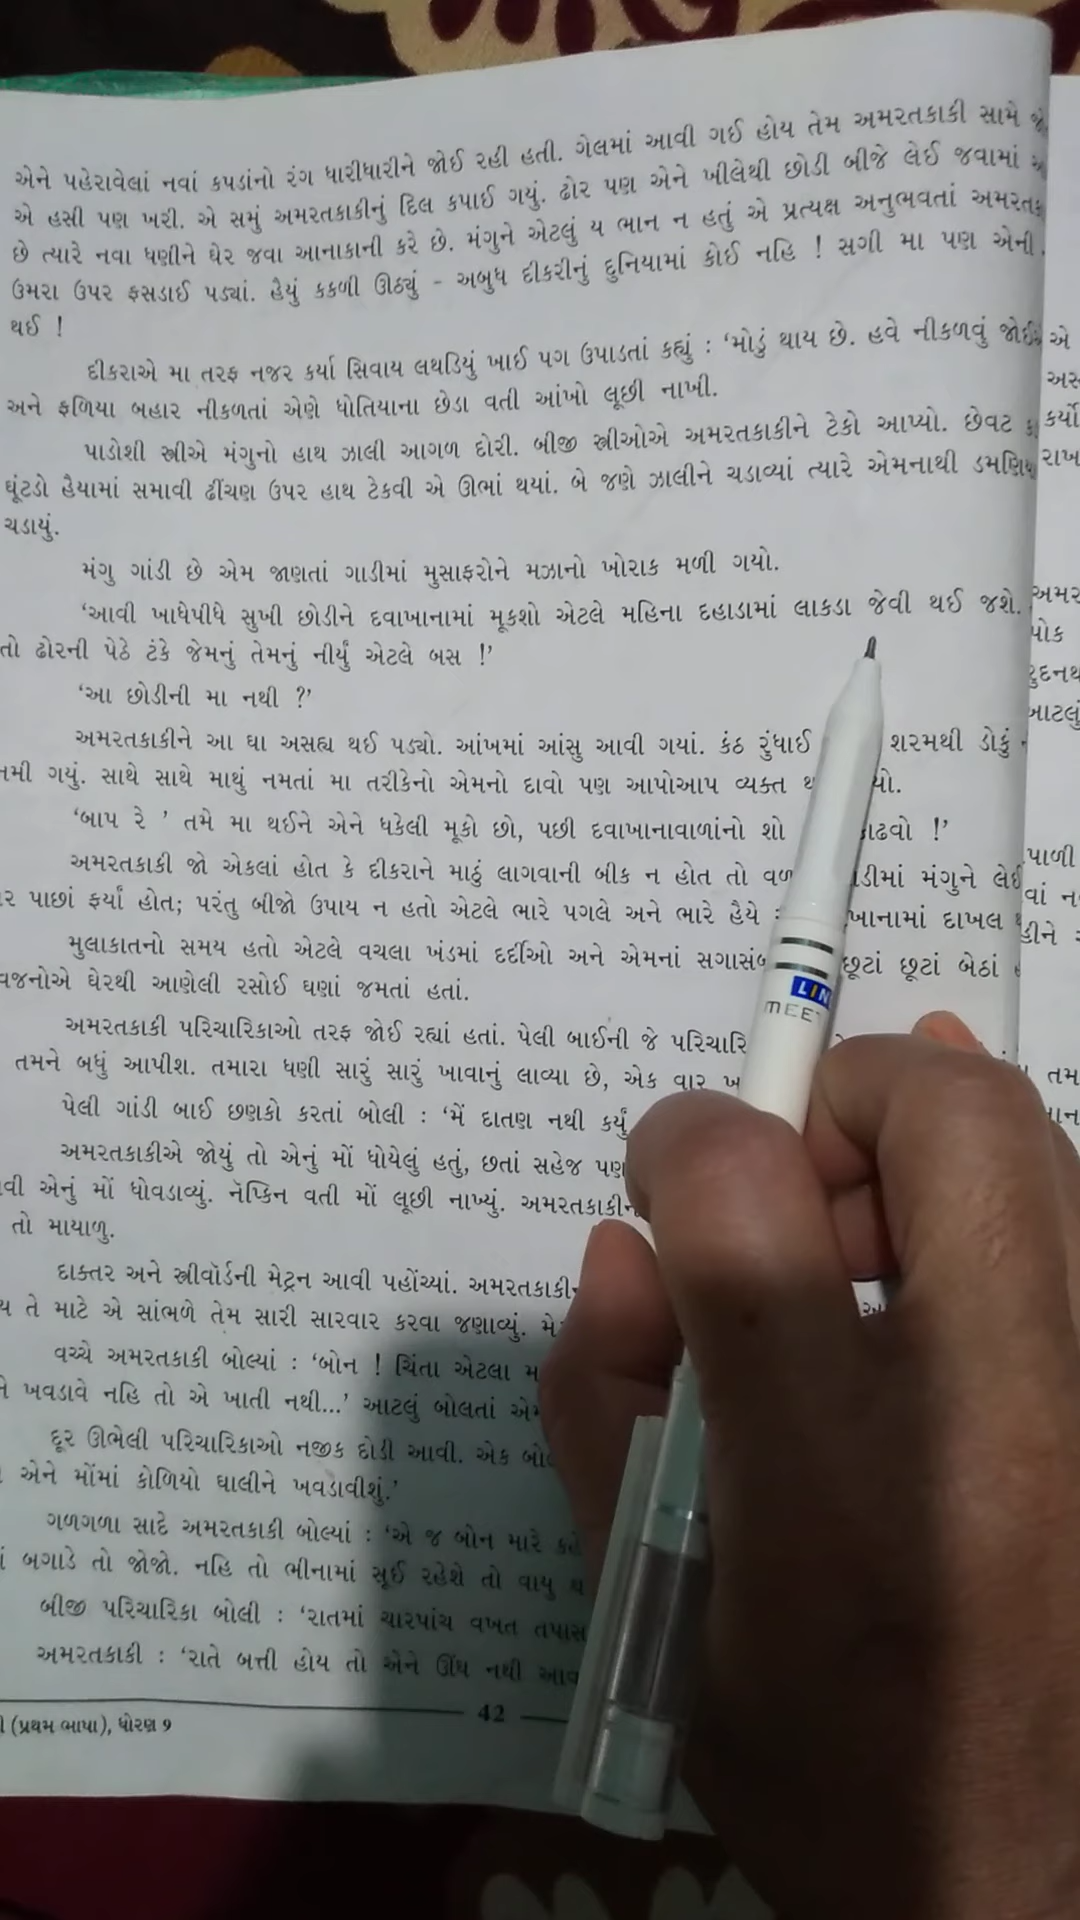 એને પહેરાવેલાં નવાં કપડાંનો રંગ ધારીધારીને જોઈ રહી હતી. ગેલમાં આવી ગઈ હોય તેમ અમરતકાકી સામે
એ હસી પણ ખરી. એ સમું અમરતકાકીનું દિલ કપાઈ ગયું. ઢોર પણ એને ખીલેથી છોડી બીજે લેઈ જવામાં
છે ત્યારે નવા ધણીને ઘેર જવા આનાકાની કરે છે. મંગુને એટલું ય ભાન ન હતું એ પ્રત્યક્ષ અનુભવતાં
ઉમરા ઉપર ફસડાઈ પડ્યાં. હૈયું કકળી ઊઠ્યું - અબુધ દીકરીનું દુનિયામાં કોઈ નહિ ! સગી મા પણ એની
થઈ !
દીકરાએ મા તરફ નજર કર્યા સિવાય લથડિયું ખાઈ પગ ઉપાડતાં કહ્યું : ‘મોડું થાય છે. હવે નીકળવું
અને ફળિયા બહાર નીકળતાં એણે ધોતિયાના છેડા વતી આંખો લૂછી નાખી.
પાડોશી સ્ત્રીએ મંગુનો હાથ ઝાલી આગળ દોરી. બીજી સ્ત્રીઓએ અમરતકાકીને ટેકો આપ્યો. છેવટ
ઘૂંટડો હૈયામાં સમાવી ઢીંચણ ઉપર હાથ ટેકવી એ ઊભાં થયાં. બે જણે ઝાલીને ચડાવ્યાં ત્યારે એમનાથી
ચડાયું.
મંગુ ગાંડી છે એમ જાણતાં ગાડીમાં મુસાફરોને મઝાનો ખોરાક મળી ગયો.
‘આવી ખાધેપીધે સુખી છોડીને દવાખાનામાં મૂકશો એટલે મહિના દહાડામાં લાકડા જેવી થઈ જશે.
તો ઢોરની પેઠે ટંકે જેમનું તેમનું નીર્યું એટલે બસ !’
‘આ છોડીની મા નથી ?’
અમરતકાકીને આ ઘા અસહ્ય થઈ પડ્યો. આંખમાં આંસુ આવી ગયાં. કંઠ રુંધાઈ શરમથી ડોકું
નમી ગયું. સાથે સાથે માથું નમતાં મા તરીકેનો એમનો દાવો પણ આપોઆપ વ્યક્ત
‘બાપ રે ’ તમે મા થઈને એને ધકેલી મૂકો છો, પછી દવાખાનાવાળાંનો શો
અમરતકાકી જો એકલાં હોત કે દીકરાને માઠું લાગવાની બીક ન હોત તો મંગુને
પાછાં ફર્યાં હોત; પરંતુ બીજો ઉપાય ન હતો એટલે ભારે પગલે અને ભારે હૈયે દાખલ
મુલાકાતનો સમય હતો એટલે વચલા ખંડમાં દર્દીઓ અને એમનાં છૂટાં છૂટાં બેઠાં
ઘેરથી આણેલી રસોઈ ઘણાં જમતાં હતાં.
અમરતકાકી પરિચારિકાઓ તરફ જોઈ રહ્યાં હતાં. પેલી બાઈની જે
તમને બધું આપીશ. તમારા ધણી સારું સારું ખાવાનું લાવ્યા છે, એક વાર
પેલી ગાંડી બાઈ છણકો કરતાં બોલી : ‘મેં દાતણ નથી કર્યું
અમરતકાકીએ જોયું તો એનું મોં ધોયેલું હતું, છતાં સહેજ પણ
એનું મોં ધોવડાવ્યું. નૅપ્કિન વતી મોં લૂછી નાખ્યું.
તો માયાળુ.
દાક્તર અને સ્ત્રીવૉર્ડની મેટ્રન આવી પહોંચ્યાં.
તે માટે એ સાંભળે તેમ સારી સારવાર કરવા જણાવ્યું.
વચ્ચે અમરતકાકી બોલ્યાં : ‘બોન ! ચિંતા એટલા
ખવડાવે નહિ તો એ ખાતી નથી...’ આટલું બોલતાં
દૂર ઊભેલી પરિચારિકાઓ નજીક દોડી આવી. એક
એને મોંમાં કોળિયો ઘાલીને ખવડાવીશું.’
ગળગળા સાદે અમરતકાકી બોલ્યાં : ‘એ જ બોન મારે
બગાડે તો જોજો. નહિ તો ભીનામાં સૂઈ રહેશે તો વાયુ
બીજી પરિચારિકા બોલી : ‘રાતમાં ચારપાંચ વખત
અમરતકાકી : ‘રાતે બત્તી હોય તો એને ઊંઘ નથી
(પ્રથમ ભાષા), ધોરણ 9
42
LIN
MEET